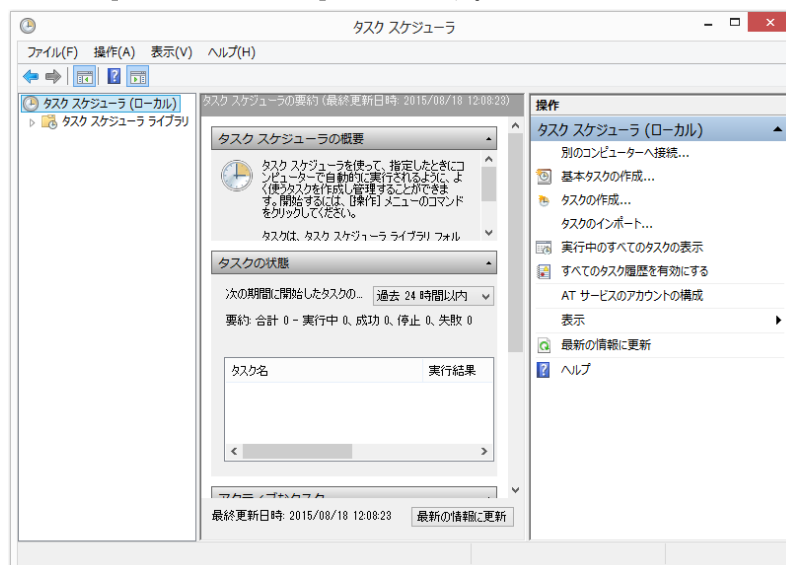 タスク スケジューラ
ファイル(F) 操作(A) 表示(V) ヘルプ(H)
タスク スケジューラ (ローカル)
タスク スケジューラ ライブラリ
タスク スケジューラの要約 (最終更新日時: 2015/08/18 12:08:23)
タスク スケジューラの概要
タスク スケジューラを使って、指定したときにコ
ンピューターで自動的に実行されるように、よ
く使うタスクを作成し管理することができま
す。開始するには、[操作] メニューのコマンド
をクリックしてください。
タスクは、タスク スケジューラ ライブラリ フォル
タスクの状態
次の期間に開始したタスクの... 過去 24 時間以内
要約: 合計 0 - 実行中 0、成功 0、停止 0、失敗 0
タスク名 実行結果
アクティブなタスク
最終更新日時: 2015/08/18 12:08:23 最新の情報に更新
操作
タスク スケジューラ (ローカル)
別のコンピューターへ接続...
基本タスクの作成...
タスクの作成...
タスクのインポート...
実行中のすべてのタスクの表示
すべてのタスク履歴を有効にする
AT サービスのアカウントの構成
表示
最新の情報に更新
ヘルプ